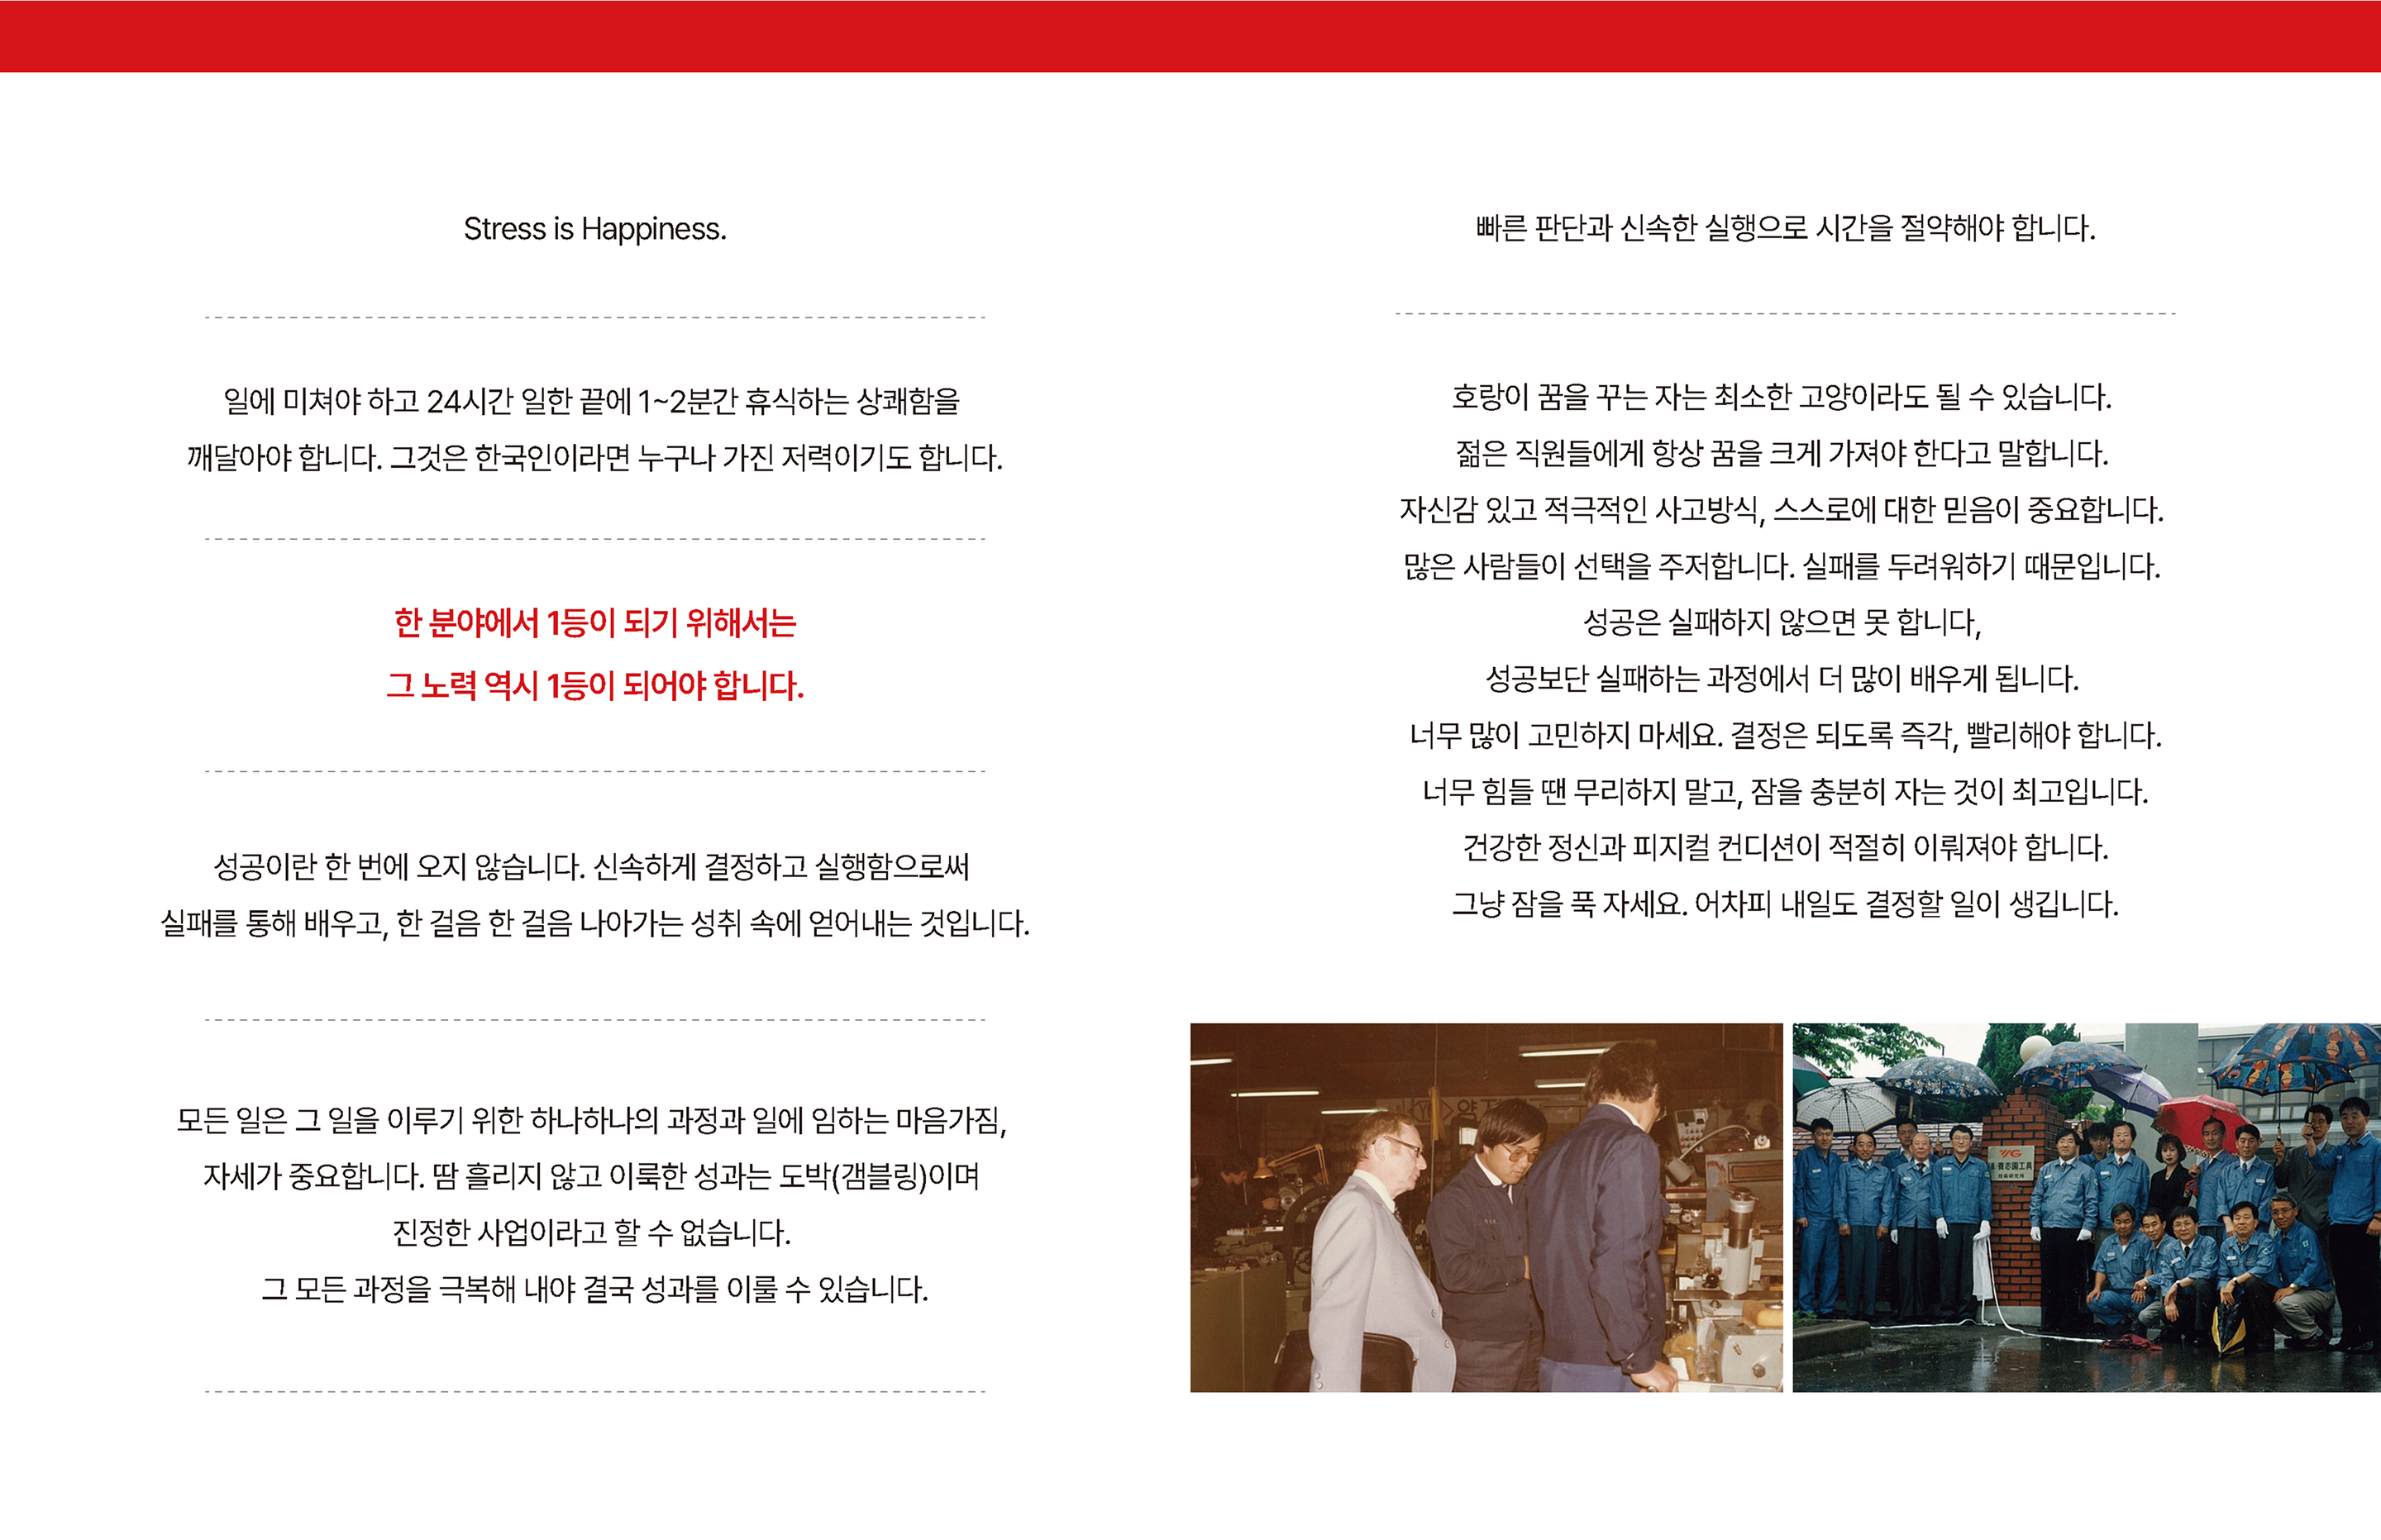 Stress is Happiness.
일에 미쳐야 하고 24시간 일한 끝에 1~2분간 휴식하는 상쾌함을
깨달아야 합니다. 그것은 한국인이라면 누구나 가진 저력이기도 합니다.
한 분야에서 1등이 되기 위해서는
그 노력 역시 1등이 되어야 합니다.
성공이란 한 번에 오지 않습니다. 신속하게 결정하고 실행함으로써
실패를 통해 배우고, 한 걸음 한 걸음 나아가는 성취 속에 얻어내는 것입니다.
모든 일은 그 일을 이루기 위한 하나하나의 과정과 일에 임하는 마음가짐,
자세가 중요합니다. 땀 흘리지 않고 이룩한 성과는 도박(갬블링)이며
진정한 사업이라고 할 수 없습니다.
그 모든 과정을 극복해 내야 결국 성과를 이룰 수 있습니다.
빠른 판단과 신속한 실행으로 시간을 절약해야 합니다.
호랑이 꿈을 꾸는 자는 최소한 고양이라도 될 수 있습니다.
젊은 직원들에게 항상 꿈을 크게 가져야 한다고 말합니다.
자신감 있고 적극적인 사고방식, 스스로에 대한 믿음이 중요합니다.
많은 사람들이 선택을 주저합니다. 실패를 두려워하기 때문입니다.
성공은 실패하지 않으면 못 합니다,
성공보단 실패하는 과정에서 더 많이 배우게 됩니다.
너무 많이 고민하지 마세요. 결정은 되도록 즉각, 빨리해야 합니다.
너무 힘들 땐 무리하지 말고, 잠을 충분히 자는 것이 최고입니다.
건강한 정신과 피지컬 컨디션이 적절히 이뤄져야 합니다.
그냥 잠을 푹 자세요. 어차피 내일도 결정할 일이 생깁니다.
YG
養志園工具
技術硏究所